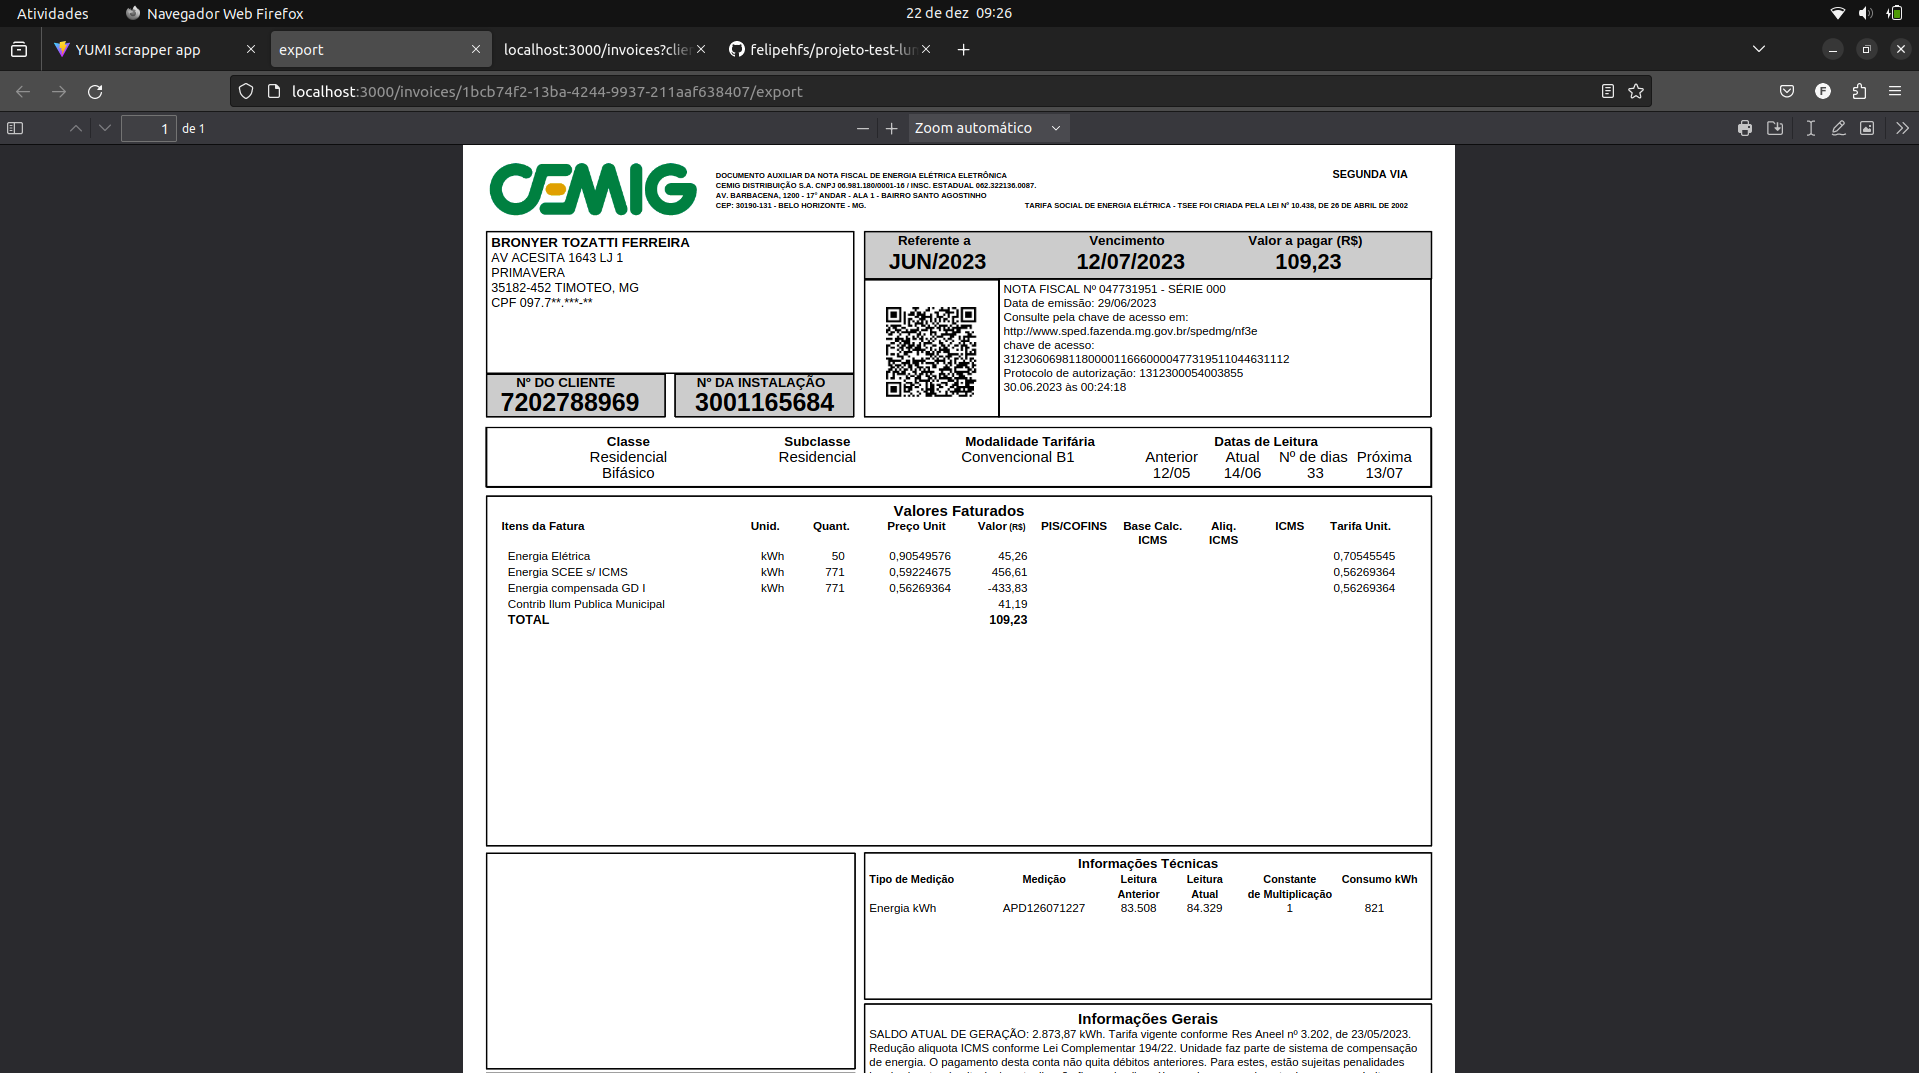 Atividades Navegador Web Firefox 22 de dez 09:26
YUMI scrapper app export localhost:3000/invoices?clie felipehfs/projeto-test-lu
localhost:3000/invoices/1bcb74f2-13ba-4244-9937-211aaf638407/export F
1 de 1 Zoom automático
CEMIG
DOCUMENTO AUXILIAR DA NOTA FISCAL DE ENERGIA ELÉTRICA ELETRÔNICA
CEMIG DISTRIBUIÇÃO S.A. CNPJ 06.981.180/0001-16 / INSC. ESTADUAL 062.322136.0087.
AV. BARBACENA, 1200 - 17º ANDAR - ALA 1 - BAIRRO SANTO AGOSTINHO
CEP: 30190-131 - BELO HORIZONTE - MG.
SEGUNDA VIA
TARIFA SOCIAL DE ENERGIA ELÉTRICA - TSEE FOI CRIADA PELA LEI Nº 10.438, DE 26 DE ABRIL DE 2002
BRONYER TOZATTI FERREIRA
AV ACESITA 1643 LJ 1
PRIMAVERA
35182-452 TIMOTEO, MG
CPF 097.7**.***-**
Nº DO CLIENTE Nº DA INSTALAÇÃO
7202788969 3001165684
Referente a Vencimento Valor a pagar (R$)
JUN/2023 12/07/2023 109,23
NOTA FISCAL Nº 047731951 - SÉRIE 000
Data de emissão: 29/06/2023
Consulte pela chave de acesso em:
http://www.sped.fazenda.mg.gov.br/spedmg/nf3e
chave de acesso:
31230606981180000116660000477319511044631112
Protocolo de autorização: 1312300054003855
30.06.2023 às 00:24:18
Classe Subclasse Modalidade Tarifária Datas de Leitura
Residencial Residencial Convencional B1 Anterior Atual Nº de dias Próxima
Bifásico 12/05 14/06 33 13/07
Valores Faturados
Itens da Fatura Unid. Quant. Preço Unit Valor (R$) PIS/COFINS Base Calc. Aliq. ICMS Tarifa Unit.
ICMS ICMS
Energia Elétrica kWh 50 0,90549576 45,26 0,70545545
Energia SCEE s/ ICMS kWh 771 0,59224675 456,61 0,56269364
Energia compensada GD I kWh 771 0,56269364 -433,83 0,56269364
Contrib Ilum Publica Municipal 41,19
TOTAL 109,23
Informações Técnicas
Tipo de Medição Medição Leitura Leitura Constante Consumo kWh
Anterior Atual de Multiplicação
Energia kWh APD126071227 83.508 84.329 1 821
Informações Gerais
SALDO ATUAL DE GERAÇÃO: 2.873,87 kWh. Tarifa vigente conforme Res Aneel nº 3.202, de 23/05/2023.
Redução aliquota ICMS conforme Lei Complementar 194/22. Unidade faz parte de sistema de compensação
de energia. O pagamento desta conta não quita débitos anteriores. Para estes, estão sujeitas penalidades